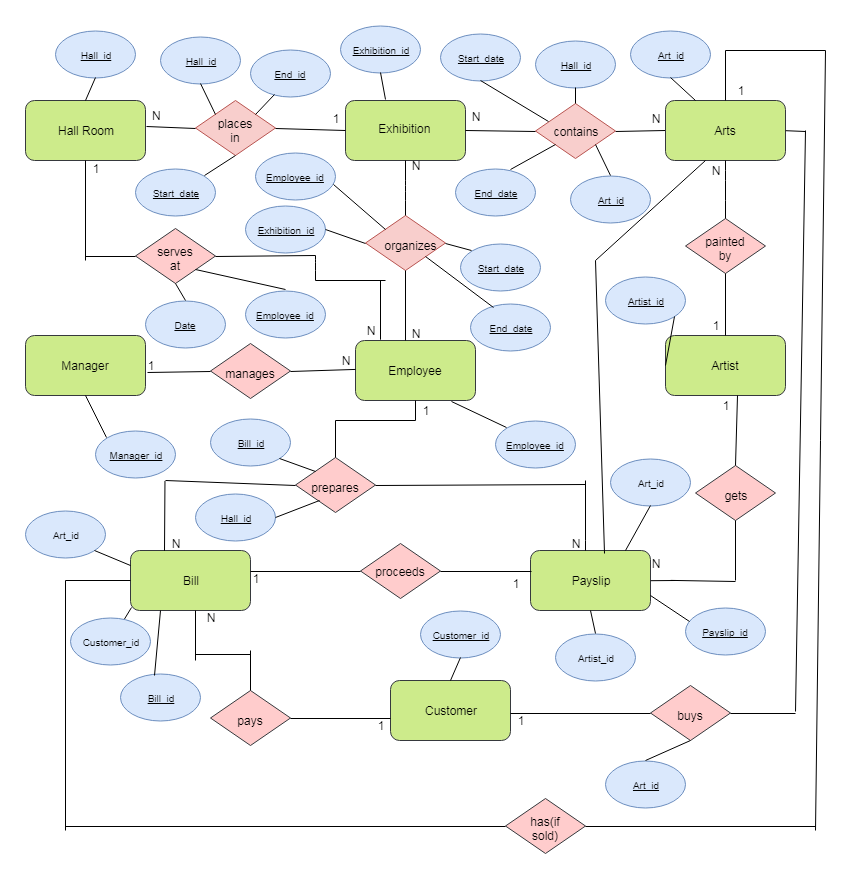 Hall_id
Hall_id
End_id
Exhibition_id
Start_date
Hall_id
Art_id
1
N
1
N
N
Hall Room
places
in
Exhibition
contains
Arts
1
N
N
Employee_id
Start_date
End_date
Art_id
Exhibition_id
organizes
painted
by
serves
at
Start_date
Artist_id
Date
Employee_id
End_date
N
N
1
Manager
1
manages
N
Employee
Artist
1
1
Bill_id
Employee_id
Manager_id
prepares
Art_id
gets
Hall_id
Art_id
N
N
N
Bill
1
proceeds
1
Payslip
N
Customer_id
Customer_id
Payslip_id
Artist_id
Bill_id
pays
1
Customer
1
buys
Art_id
has(if
sold)